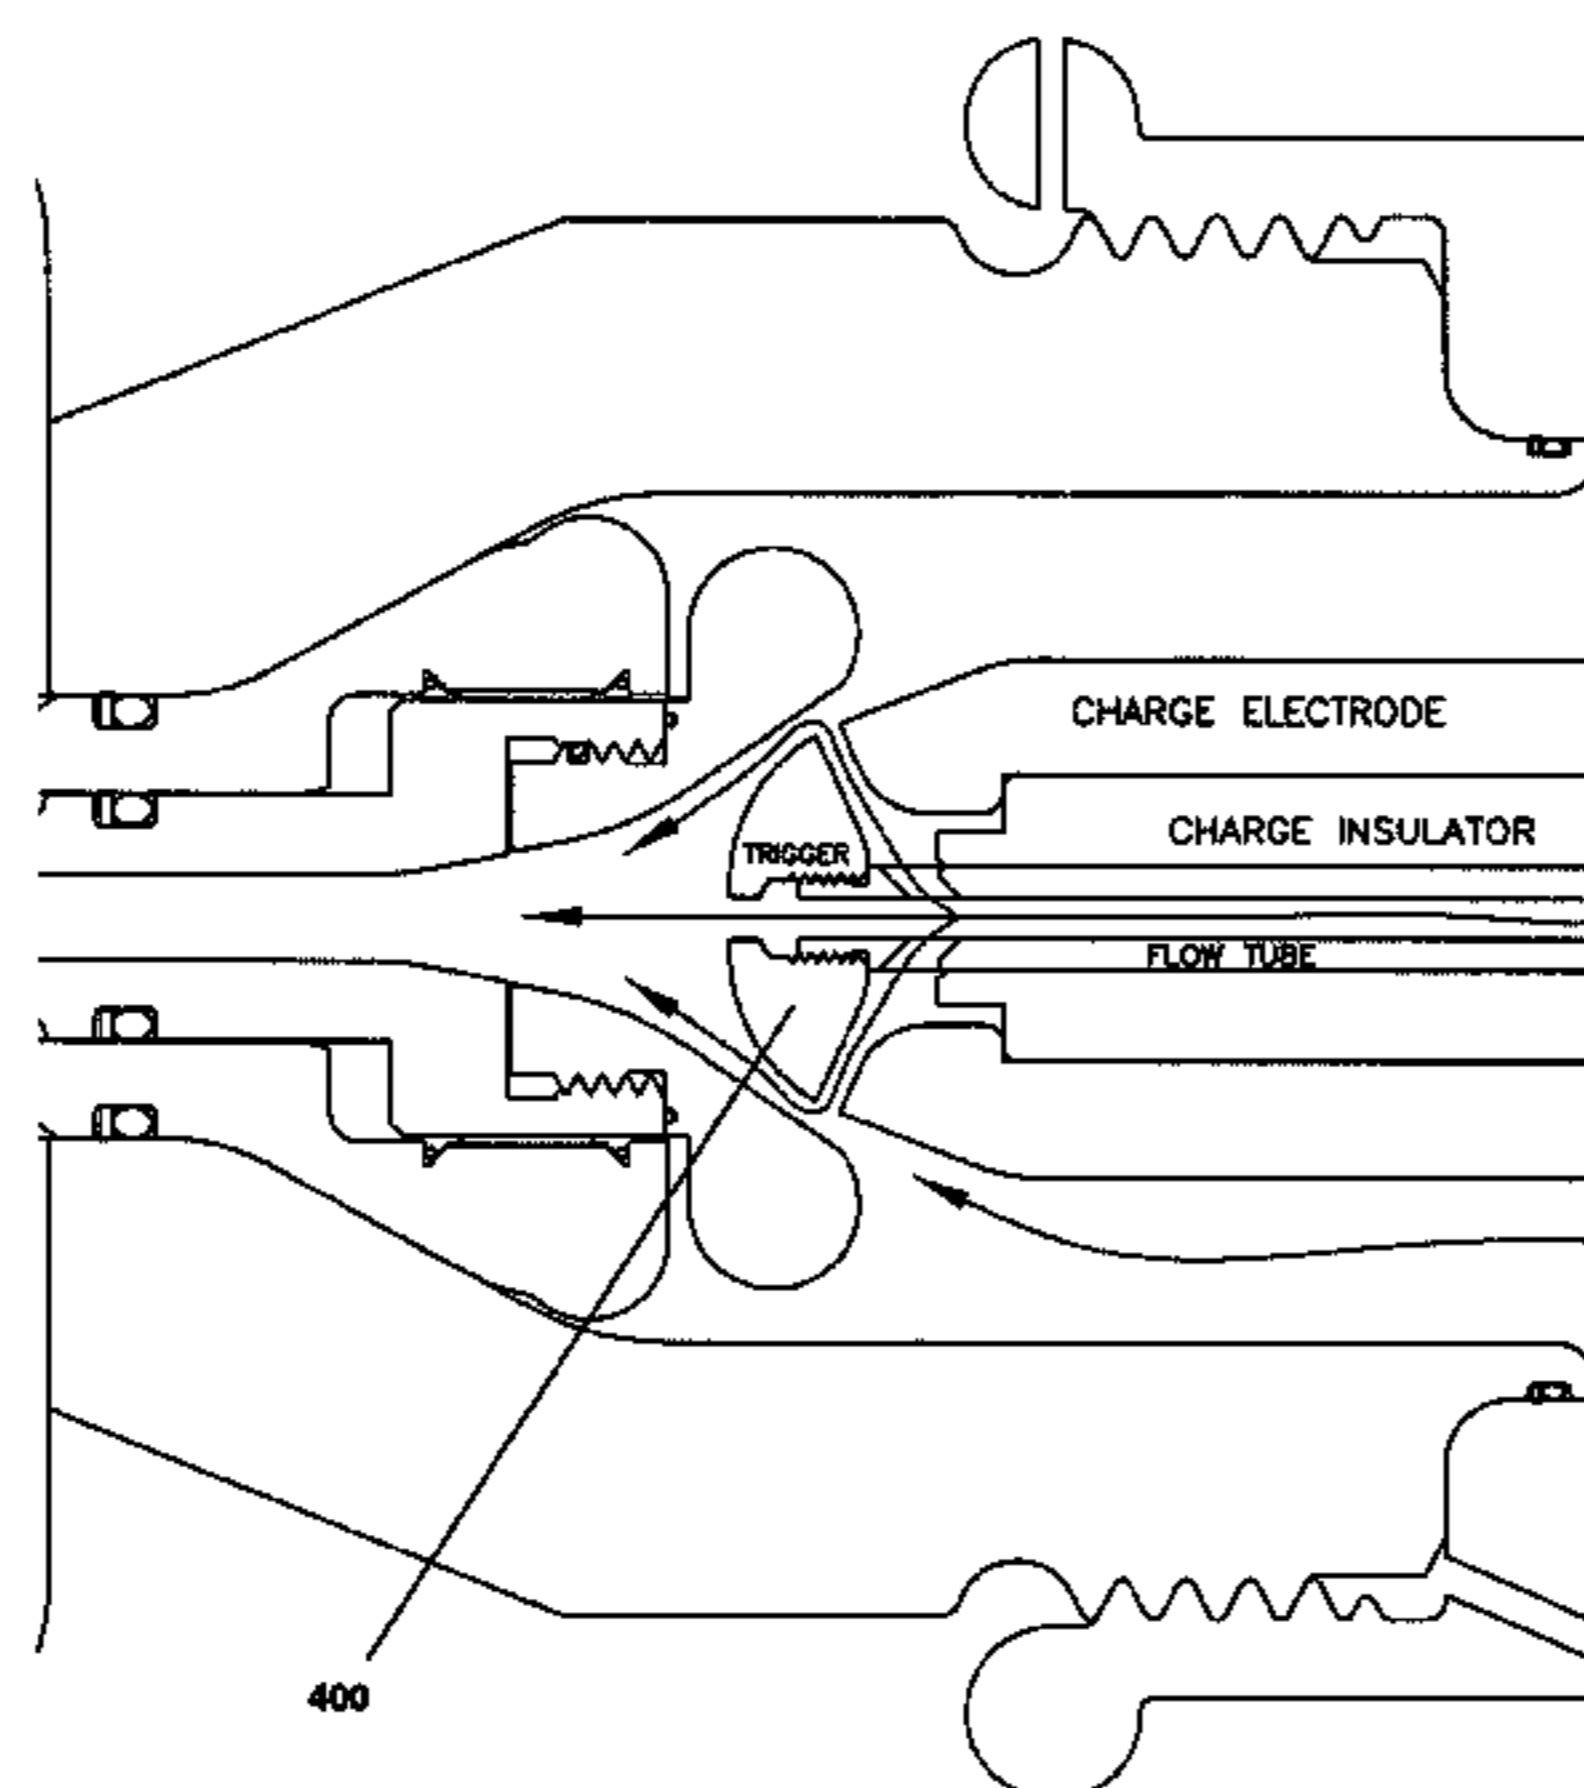 CHARGE ELECTRODE
CHARGE INSULATOR
TRIGGER
FLOW TUBE
400